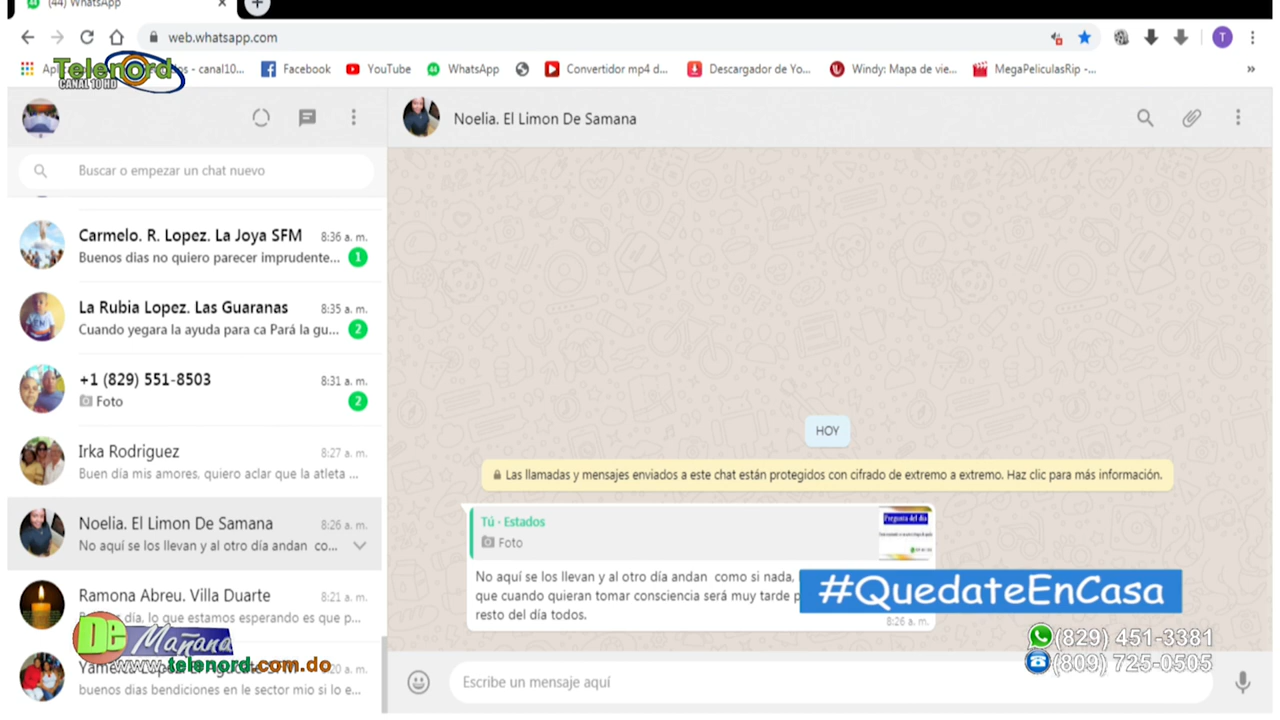 (44) WhatsApp
web.whatsapp.com
T
Telenord
CANAL 10 HD
os - canal10...
Facebook
YouTube
WhatsApp
Convertidor mp4 d...
Descargador de Yo...
Windy: Mapa de vie...
MegaPeliculasRip -...
Noelia. El Limon De Samana
Buscar o empezar un chat nuevo
Carmelo. R. Lopez. La Joya SFM 8:36 a. m.
Buenos dias no quiero parecer imprudente... 1
La Rubia Lopez. Las Guaranas 8:35 a. m.
Cuando yegara la ayuda para ca Pará la gu... 2
+1 (829) 551-8503 8:31 a. m.
Foto 2
Irka Rodriguez 8:27 a. m.
Buen día mis amores, quiero aclar que la atleta ...
Noelia. El Limon De Samana 8:26 a. m.
No aquí se los llevan y al otro día andan co...
Ramona Abreu. Villa Duarte 8:21 a. m.
día, lo que estamos esperando es que p...
buenos dias bendiciones en le sector mio si lo e...
De Mañana
www.telenord.com.do
HOY
Las llamadas y mensajes enviados a este chat están protegidos con cifrado de extremo a extremo. Haz clic para más información.
Tú · Estados
Foto
Pregunta del día
No aquí se los llevan y al otro día andan como si nada,
que cuando quieran tomar consciencia será muy tarde
resto del día todos.
8:26 a. m.
#QuedateEnCasa
(829) 451-3381
(809) 725-0505
Escribe un mensaje aquí